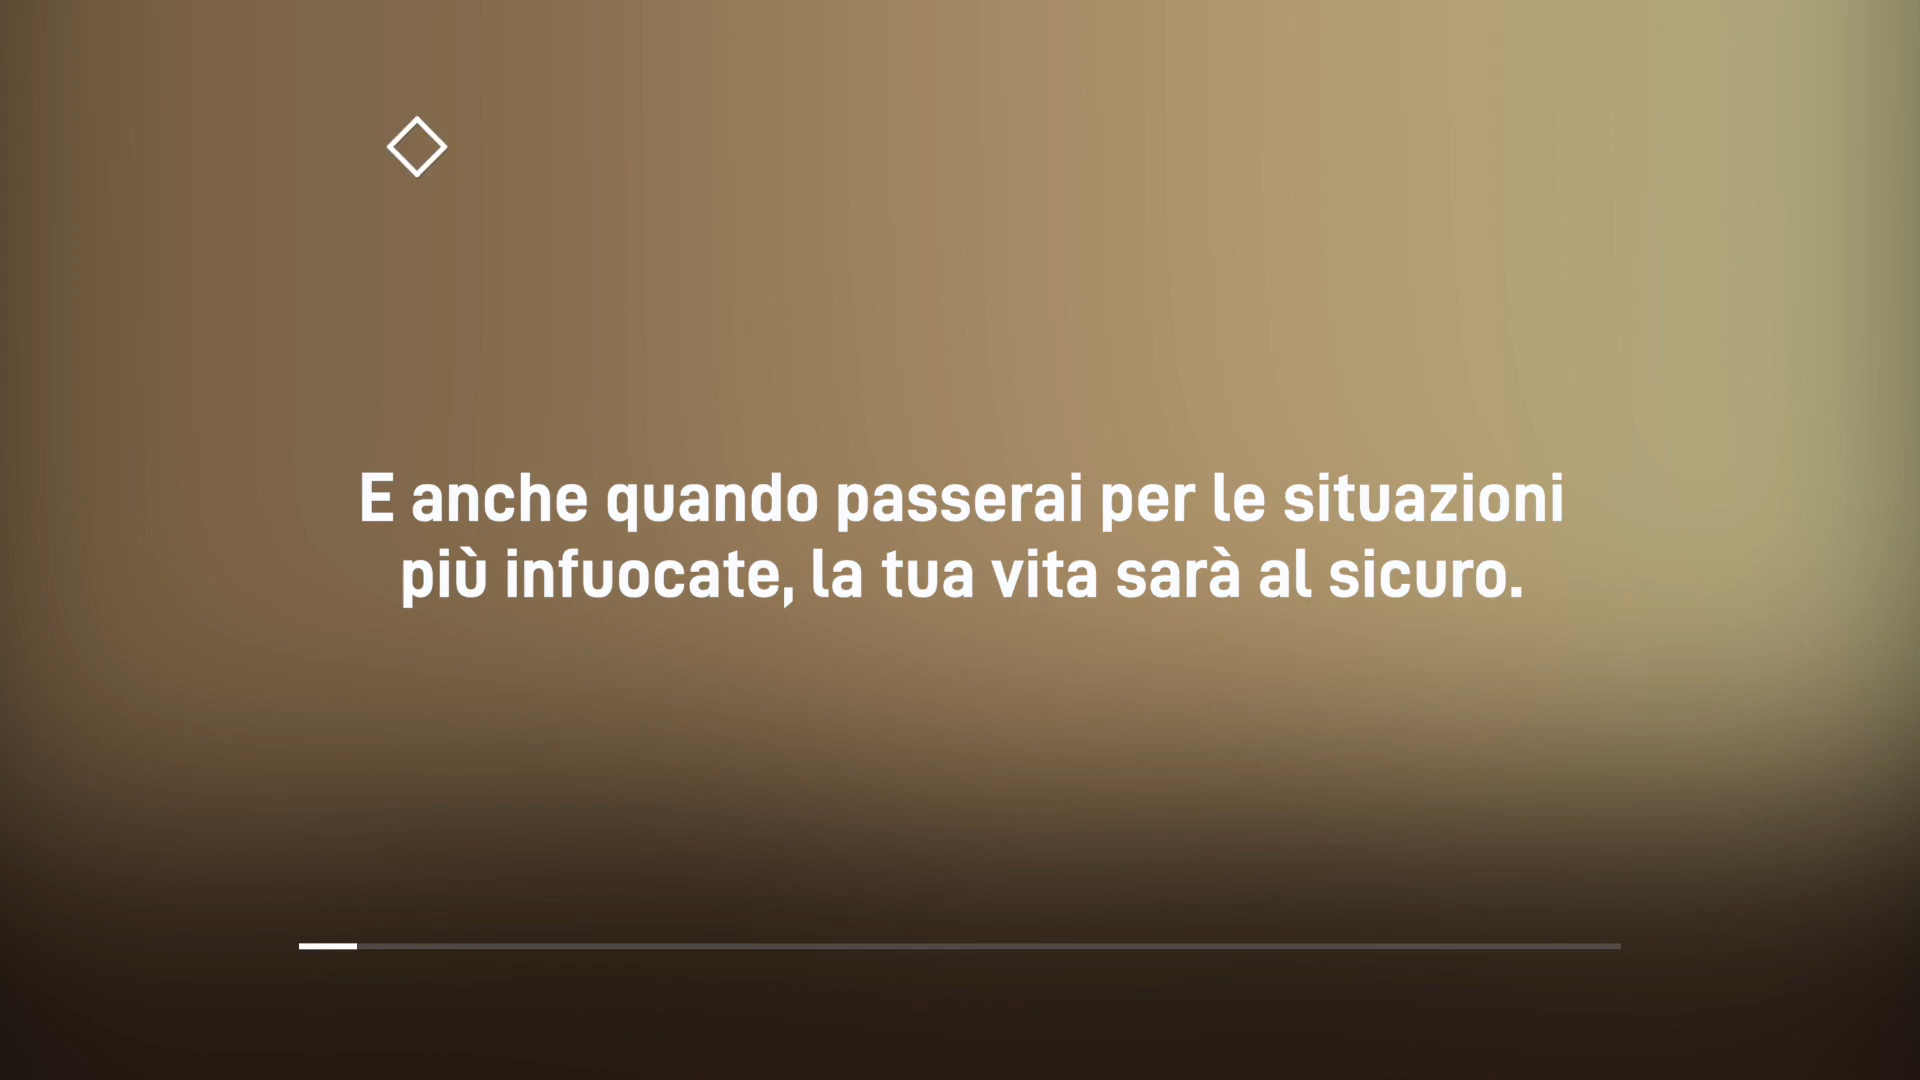 E anche quando passerai per le situazioni
più infuocate, la tua vita sarà al sicuro.